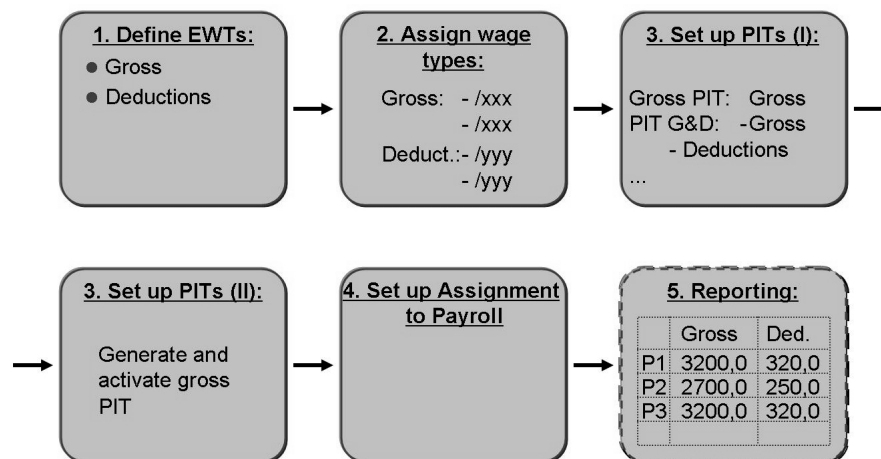 1. Define EWTs:
● Gross
● Deductions
2. Assign wage
types:
Gross: - /xxx
- /xxx
Deduct.:- /yyy
- /yyy
3. Set up PITs (I):
Gross PIT: Gross
PIT G&D: -Gross
- Deductions
...
3. Set up PITs (II):
Generate and
activate gross
PIT
4. Set up Assignment
to Payroll
5. Reporting:
Gross Ded.
P1 3200,0 320,0
P2 2700,0 250,0
P3 3200,0 320,0